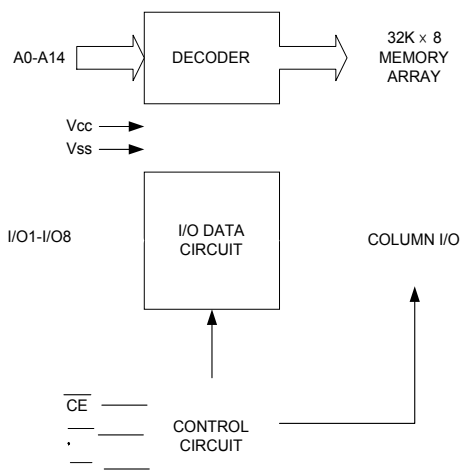 A0-A14
DECODER
32K × 8
MEMORY
ARRAY
Vcc
Vss
I/O1-I/O8
I/O DATA
CIRCUIT
COLUMN I/O
CE
CONTROL
CIRCUIT